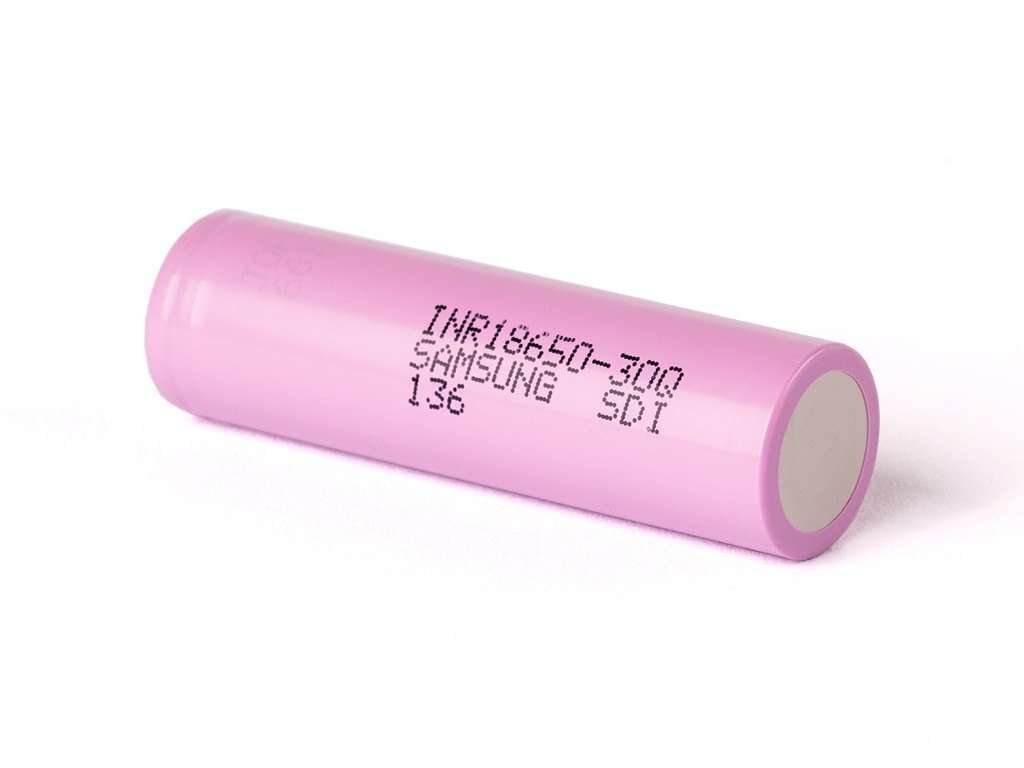 INR18650-30Q
SAMSUNG SDI
136